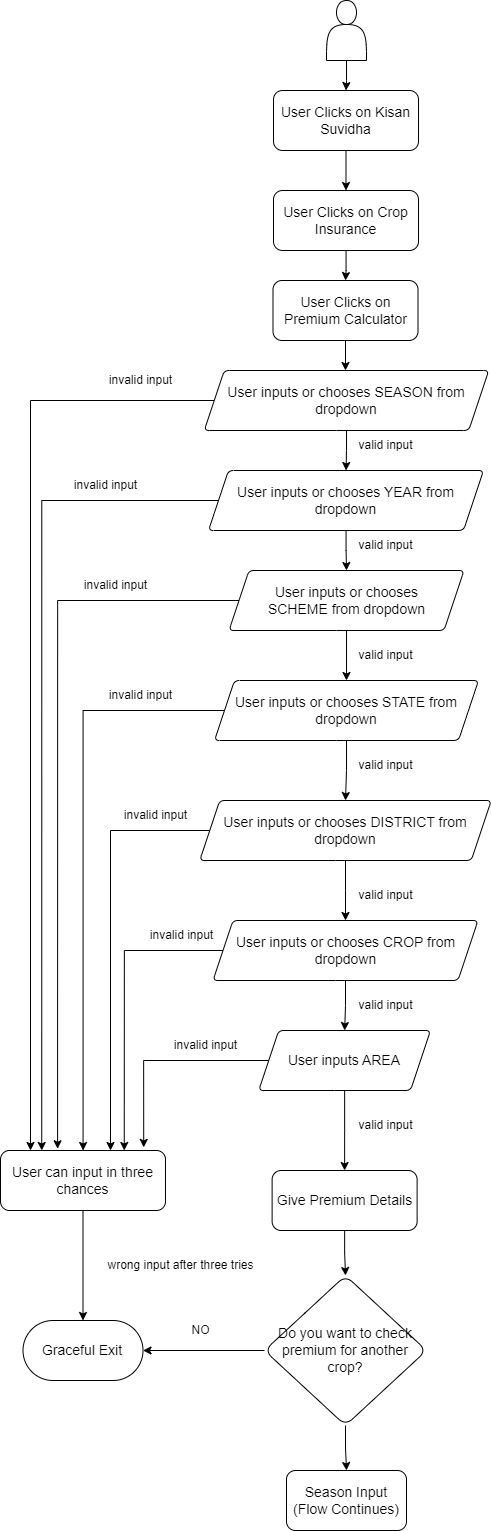 User Clicks on Kisan
Suvidha
User Clicks on Crop
Insurance
User Clicks on
Premium Calculator
invalid input
User inputs or chooses SEASON from
dropdown
valid input
invalid input
User inputs or chooses YEAR from
dropdown
valid input
invalid input
User inputs or chooses
SCHEME from dropdown
valid input
invalid input
User inputs or chooses STATE from
dropdown
valid input
invalid input
User inputs or chooses DISTRICT from
dropdown
valid input
invalid input
User inputs or chooses CROP from
dropdown
valid input
invalid input
User inputs AREA
valid input
User can input in three
chances
Give Premium Details
wrong input after three tries
NO
Graceful Exit
Do you want to check
premium for another
crop?
Season Input
(Flow Continues)